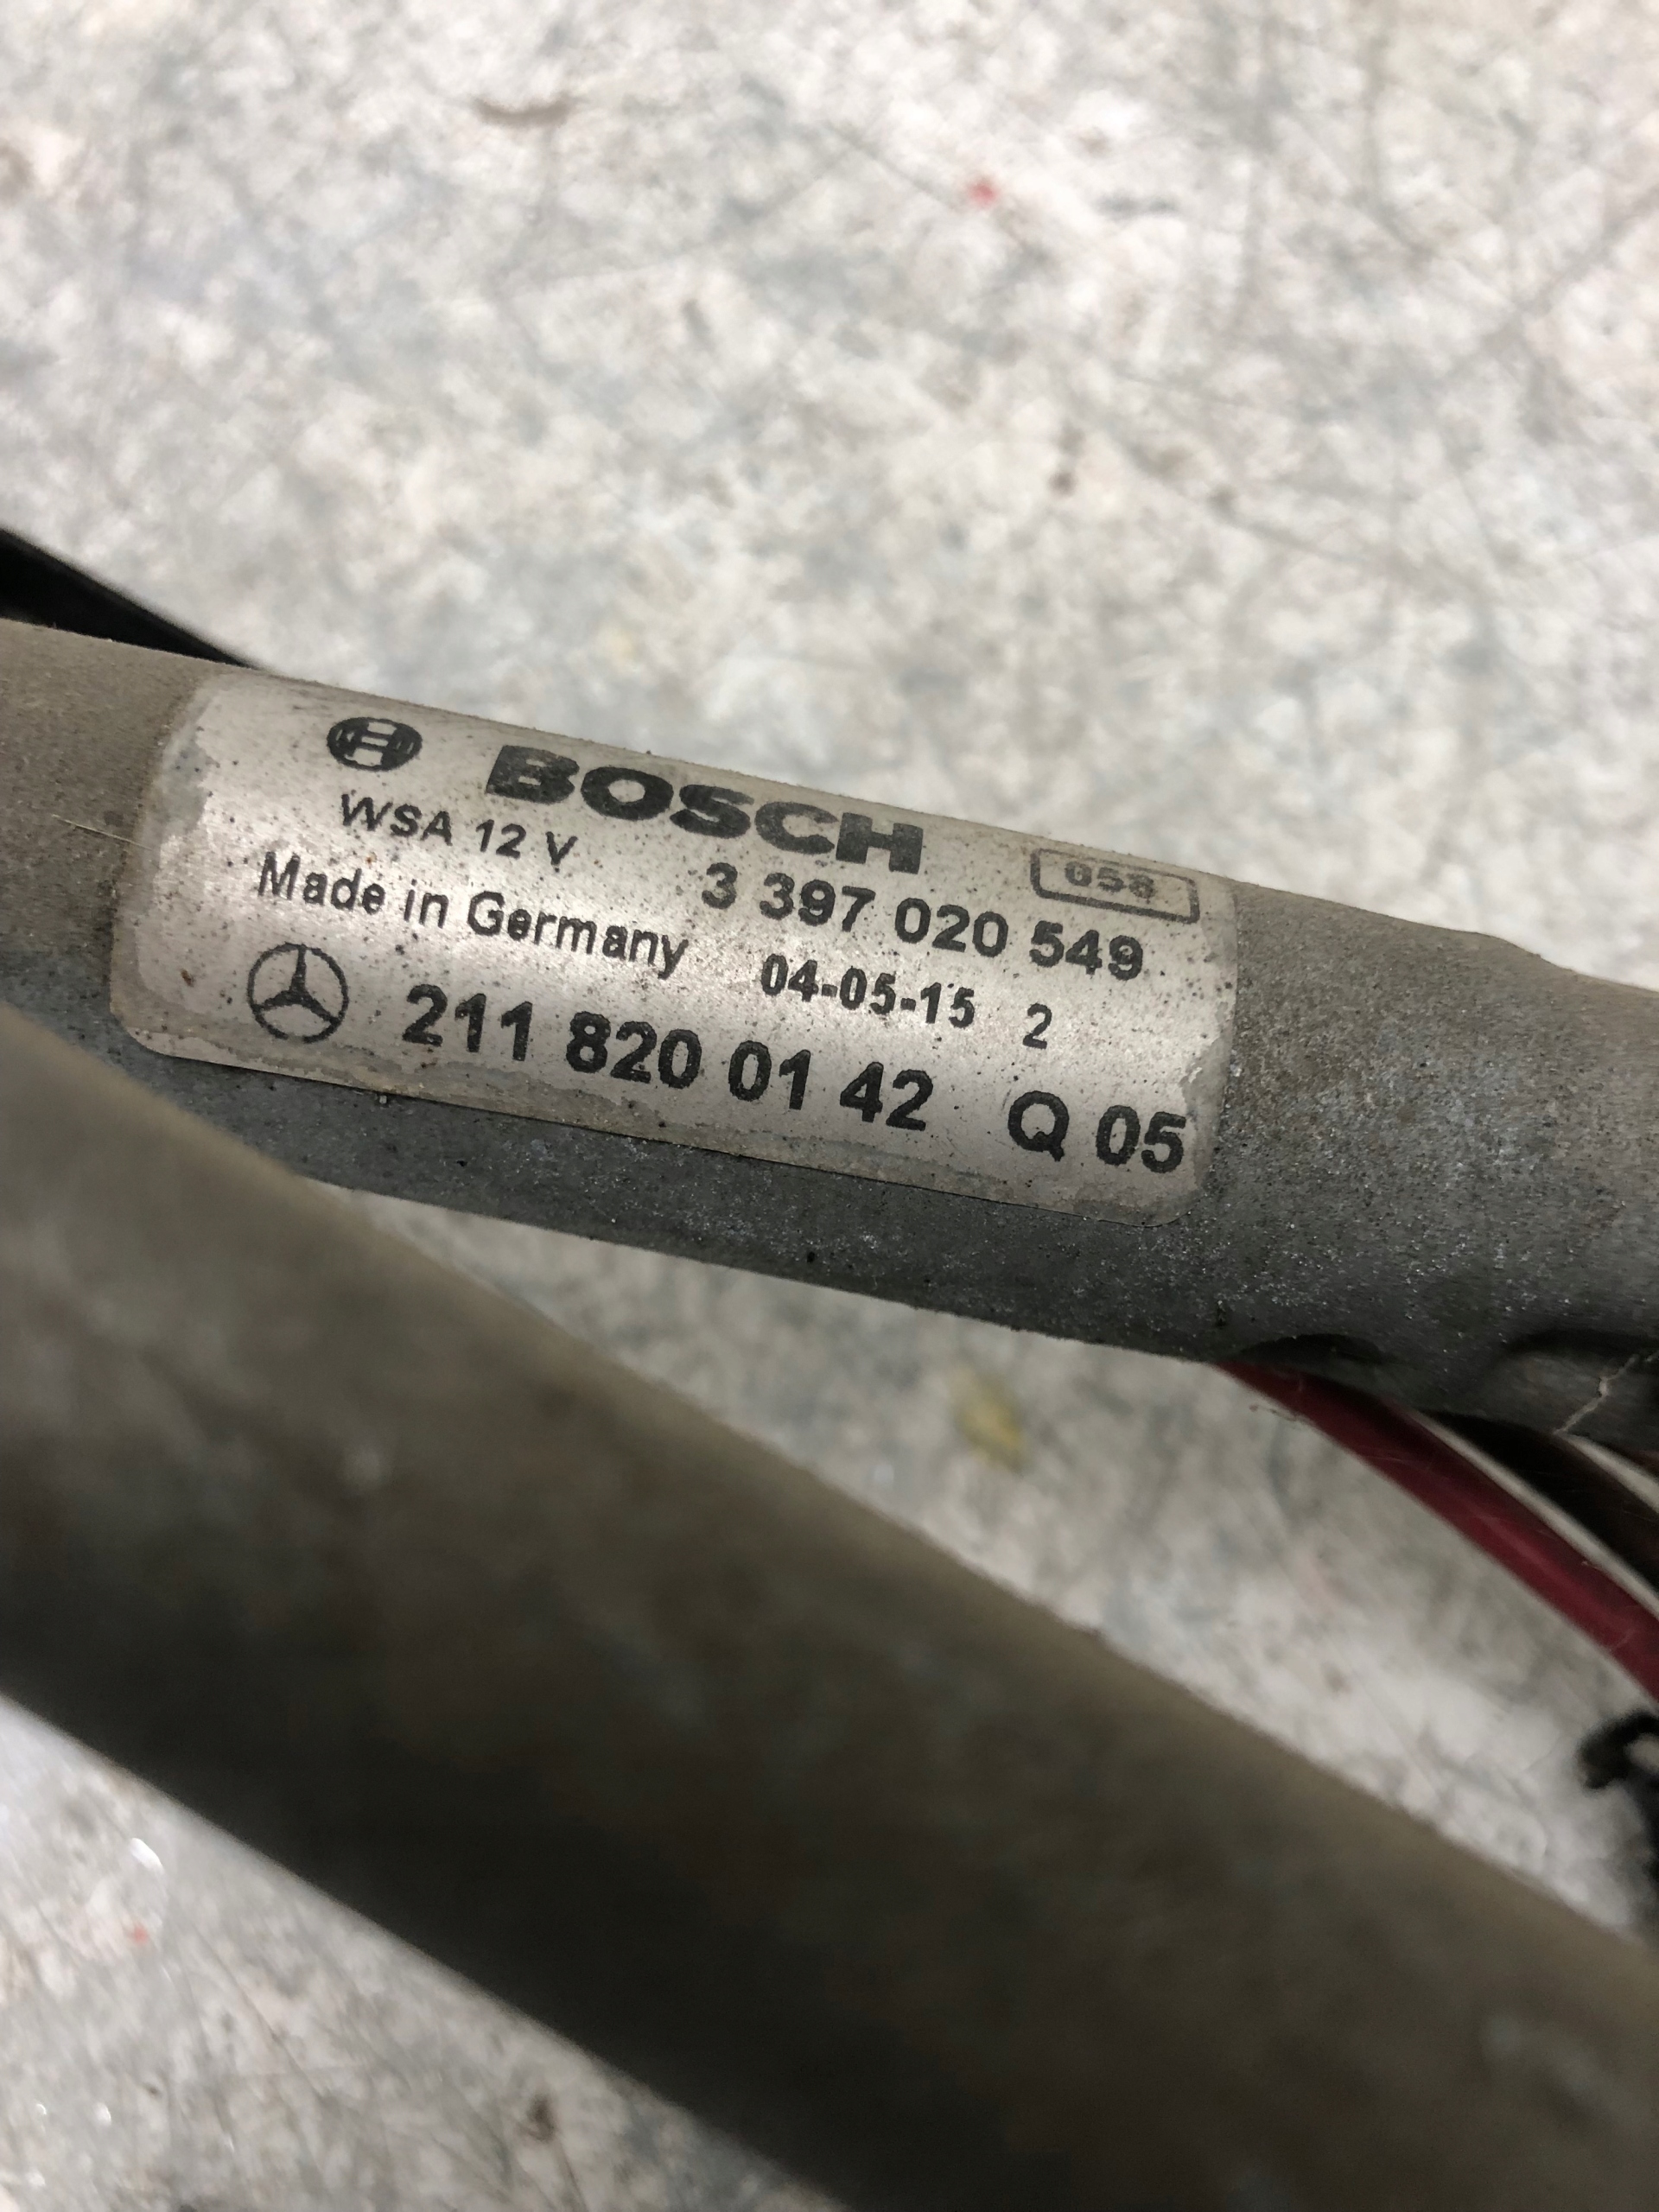 BOSCH
058
WSA 12 V
3 397 020 549
Made in Germany
04-05-15 2
211 820 01 42 Q 05